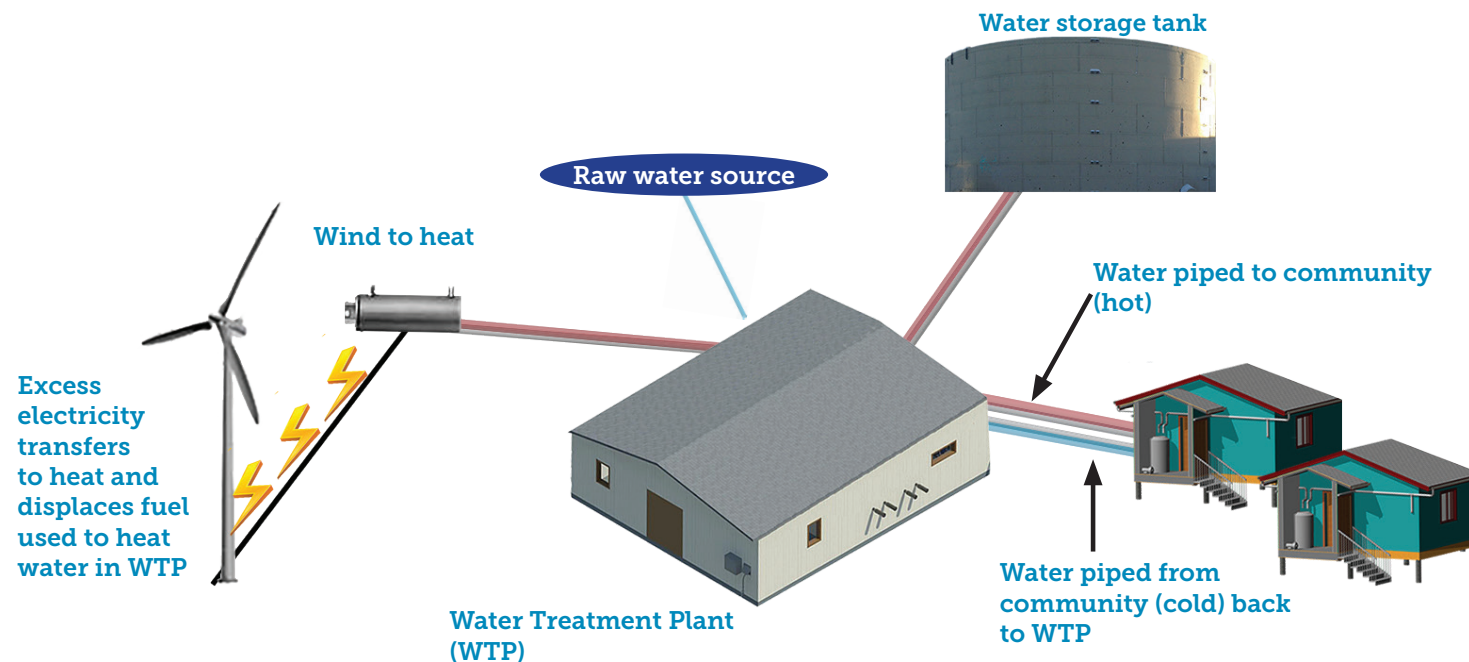 Water storage tank
Raw water source
Wind to heat
Water piped to community
(hot)
Excess
electricity
transfers
to heat and
displaces fuel
used to heat
water in WTP
Water piped from
community (cold) back
to WTP
Water Treatment Plant
(WTP)